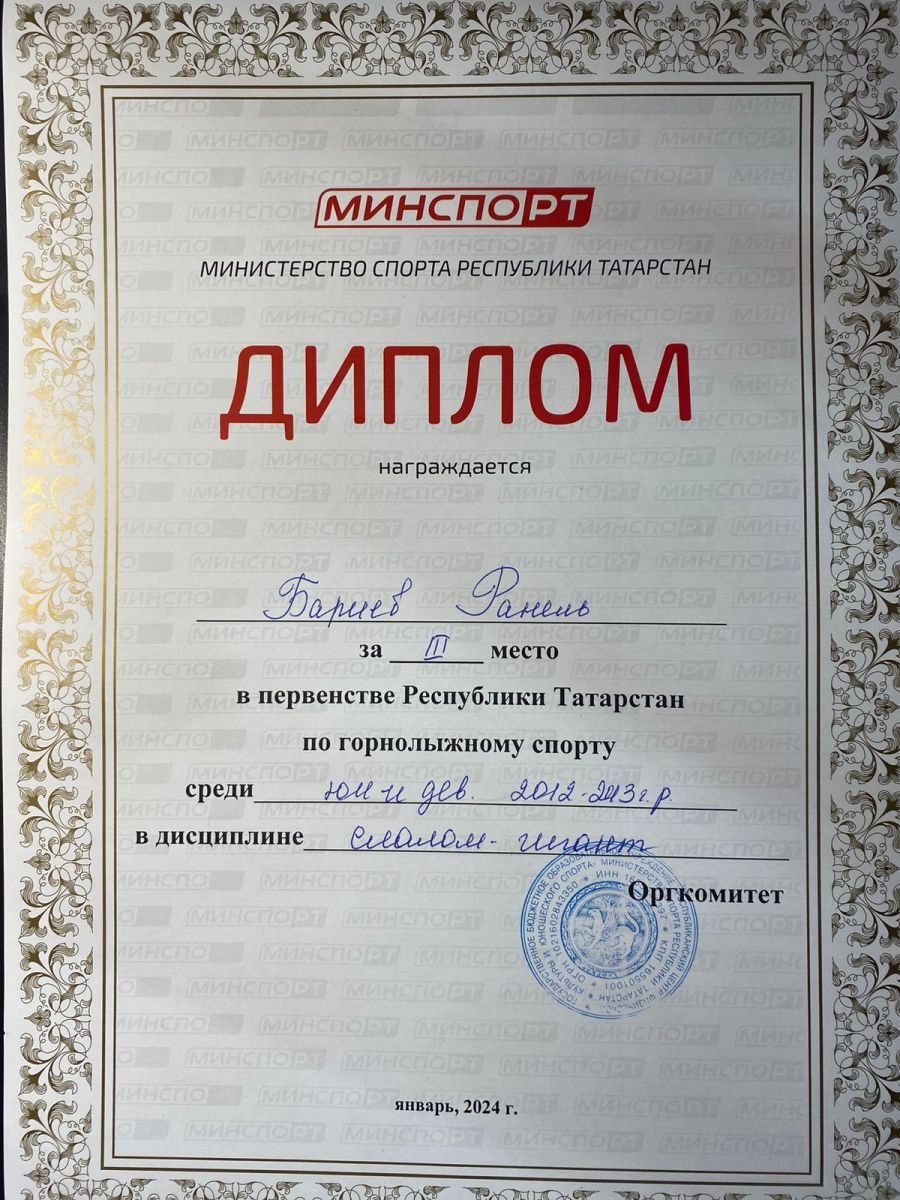 МИНСПОРТ
МИНИСТЕРСТВО СПОРТА РЕСПУБЛИКИ ТАТАРСТАН
ДИПЛОМ
награждается
Бариев Ранель
за III место
в первенстве Республики Татарстан
по горнолыжному спорту
среди юн и дев. 2012-2013 г.р.
в дисциплине слалом-гигант
Оргкомитет
январь, 2024 г.